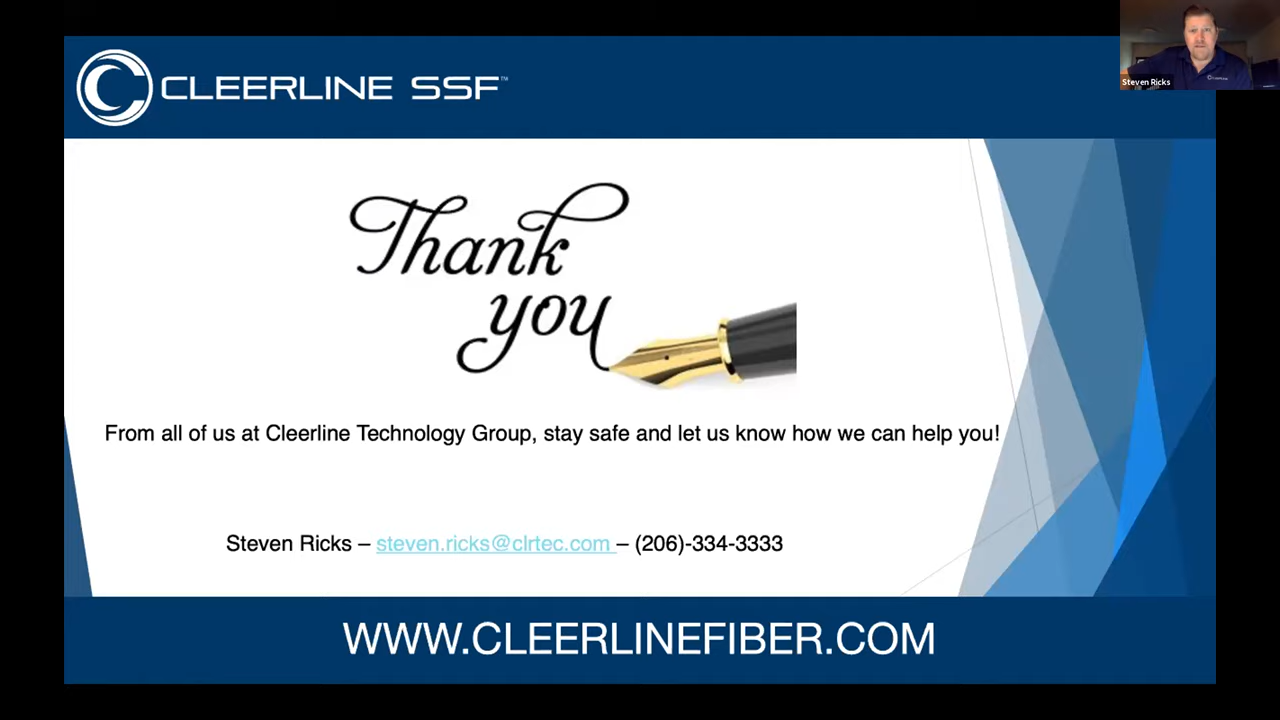 CLEERLINE SSF™
Steven Ricks
Thank
you
From all of us at Cleerline Technology Group, stay safe and let us know how we can help you!
Steven Ricks – steven.ricks@clrtec.com – (206)-334-3333
WWW.CLEERLINEFIBER.COM